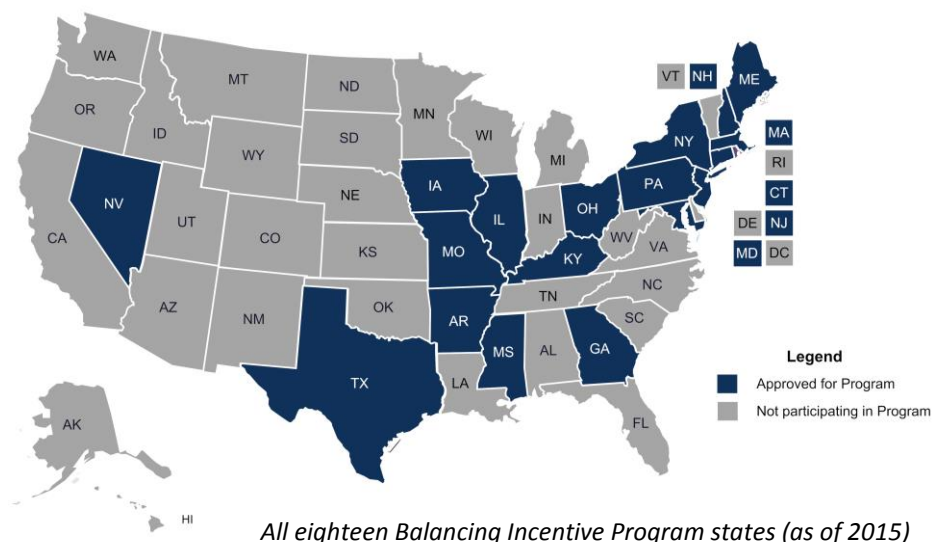 WA
MT
ND
MN
VT
NH
ME
OR
ID
SD
WI
MI
NY
MA
WY
RI
NV
NE
IA
PA
CT
CA
UT
CO
IL
IN
OH
DE
NJ
KS
MO
WV
VA
MD
DC
KY
AZ
NM
OK
TN
NC
AR
SC
MS
AL
GA
TX
LA
FL
Legend
Approved for Program
Not participating in Program
AK
HI
All eighteen Balancing Incentive Program states (as of 2015)